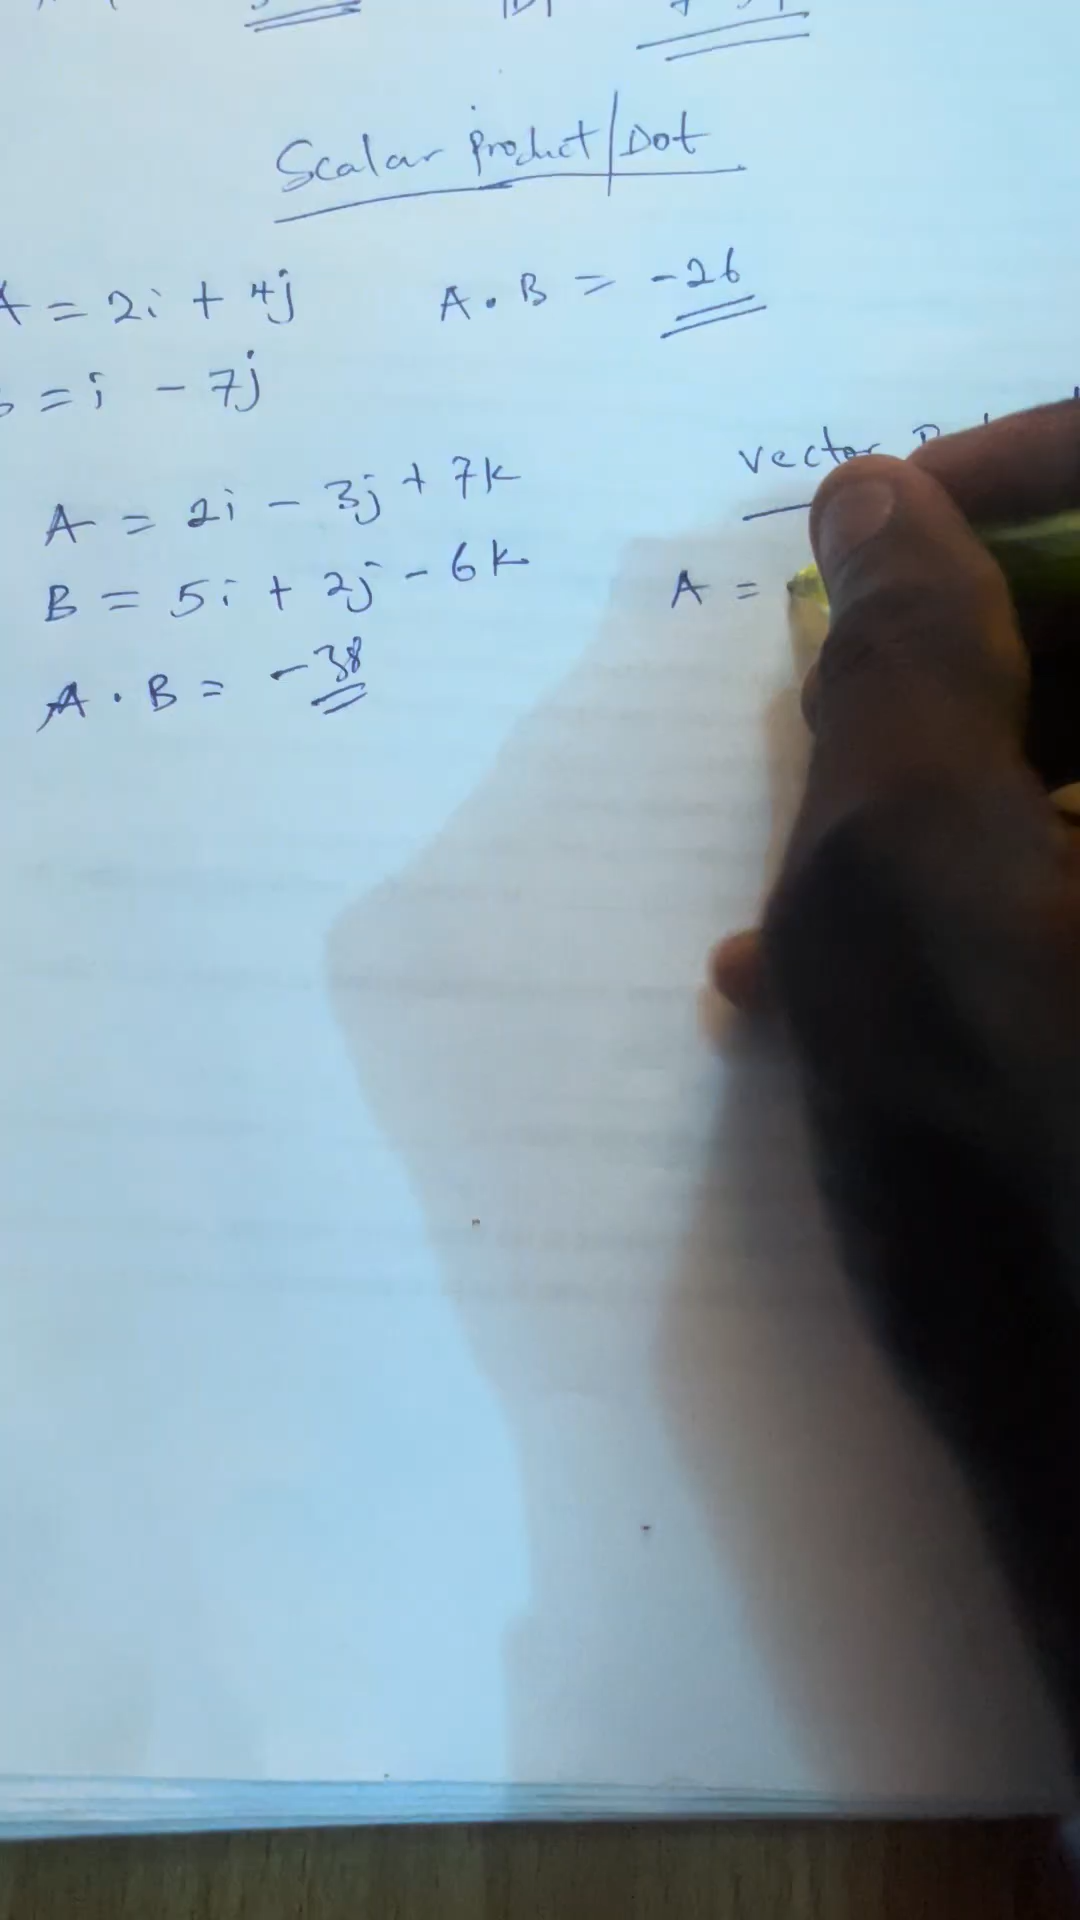 Scalar Product/Dot
A = 2i + 4j
A . B = -26
= i - 7j
vector
A = 2i - 3j + 7k
B = 5i + 2j - 6k
A =
A . B = -38